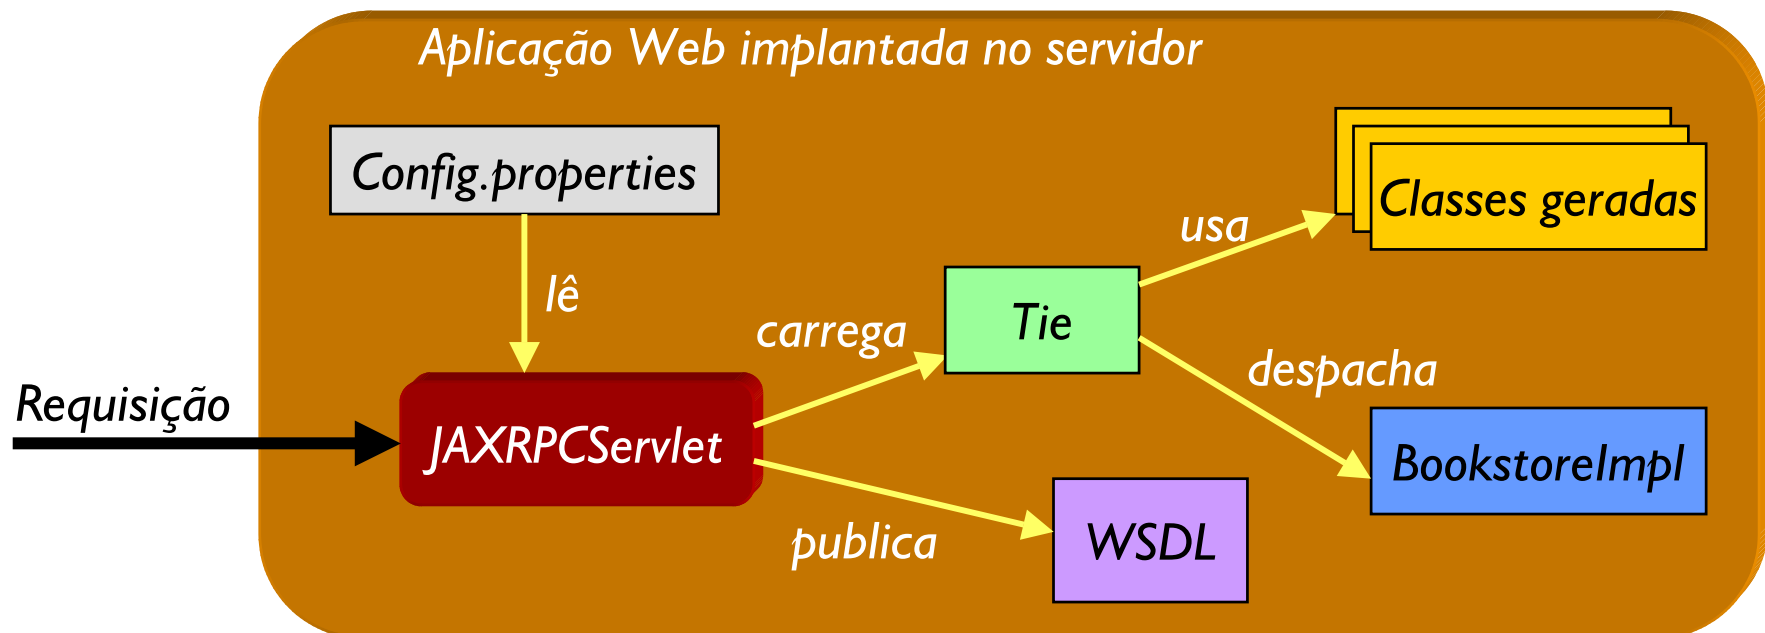 Aplicação Web implantada no servidor
Config.properties
Classes geradas
usa
lê
Tie
carrega
despacha
Requisição
JAXRPCServlet
BookstoreImpl
publica
WSDL